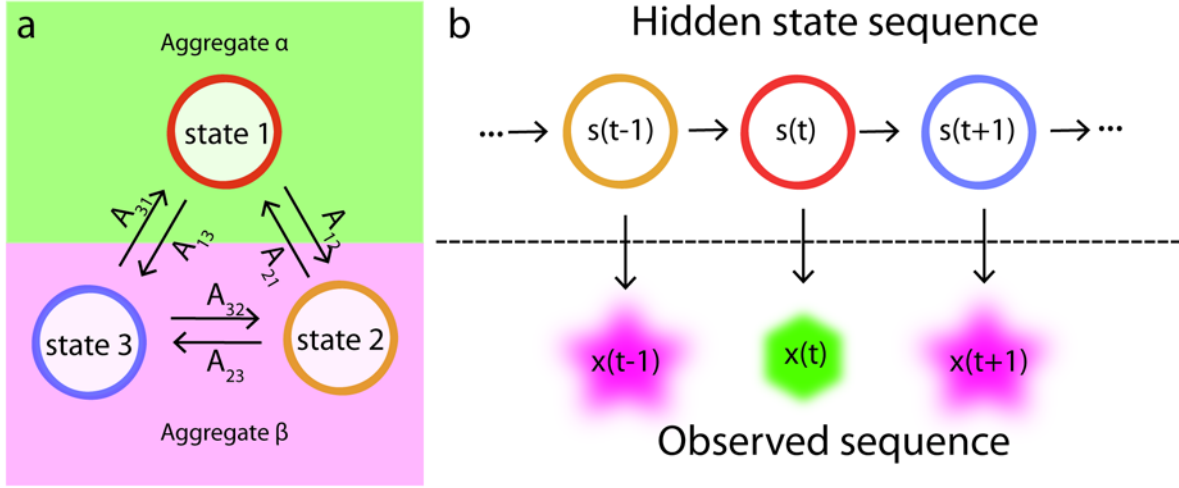 a
Aggregate α
state 1
A31
A13
A12
A21
state 3
A32
A23
state 2
Aggregate β
b
Hidden state sequence
... s(t-1) s(t) s(t+1) ...
x(t-1) x(t) x(t+1)
Observed sequence